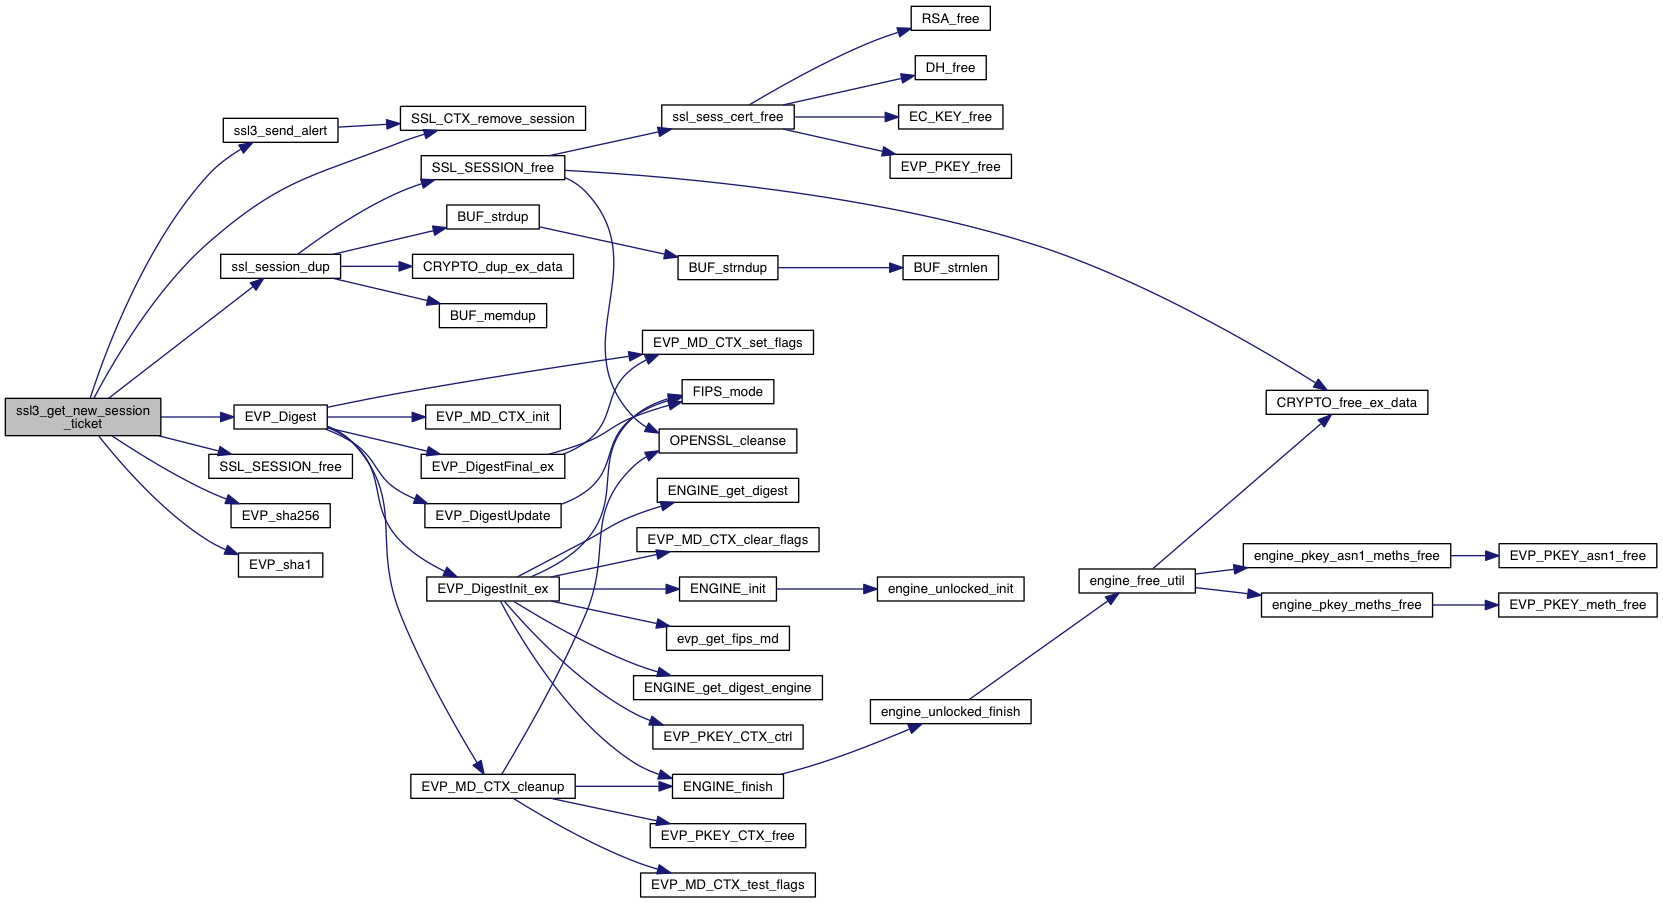 RSA_free
DH_free
ssl_sess_cert_free
EC_KEY_free
SSL_CTX_remove_session
ssl3_send_alert
SSL_SESSION_free
EVP_PKEY_free
BUF_strdup
ssl_session_dup
CRYPTO_dup_ex_data
BUF_strndup
BUF_strnlen
BUF_memdup
EVP_MD_CTX_set_flags
FIPS_mode
CRYPTO_free_ex_data
ssl3_get_new_session
_ticket
EVP_Digest
EVP_MD_CTX_init
OPENSSL_cleanse
SSL_SESSION_free
EVP_DigestFinal_ex
ENGINE_get_digest
EVP_sha256
EVP_DigestUpdate
EVP_MD_CTX_clear_flags
EVP_sha1
engine_pkey_asn1_meths_free
EVP_PKEY_asn1_free
engine_free_util
EVP_DigestInit_ex
ENGINE_init
engine_unlocked_init
engine_pkey_meths_free
EVP_PKEY_meth_free
evp_get_fips_md
ENGINE_get_digest_engine
engine_unlocked_finish
EVP_PKEY_CTX_ctrl
EVP_MD_CTX_cleanup
ENGINE_finish
EVP_PKEY_CTX_free
EVP_MD_CTX_test_flags